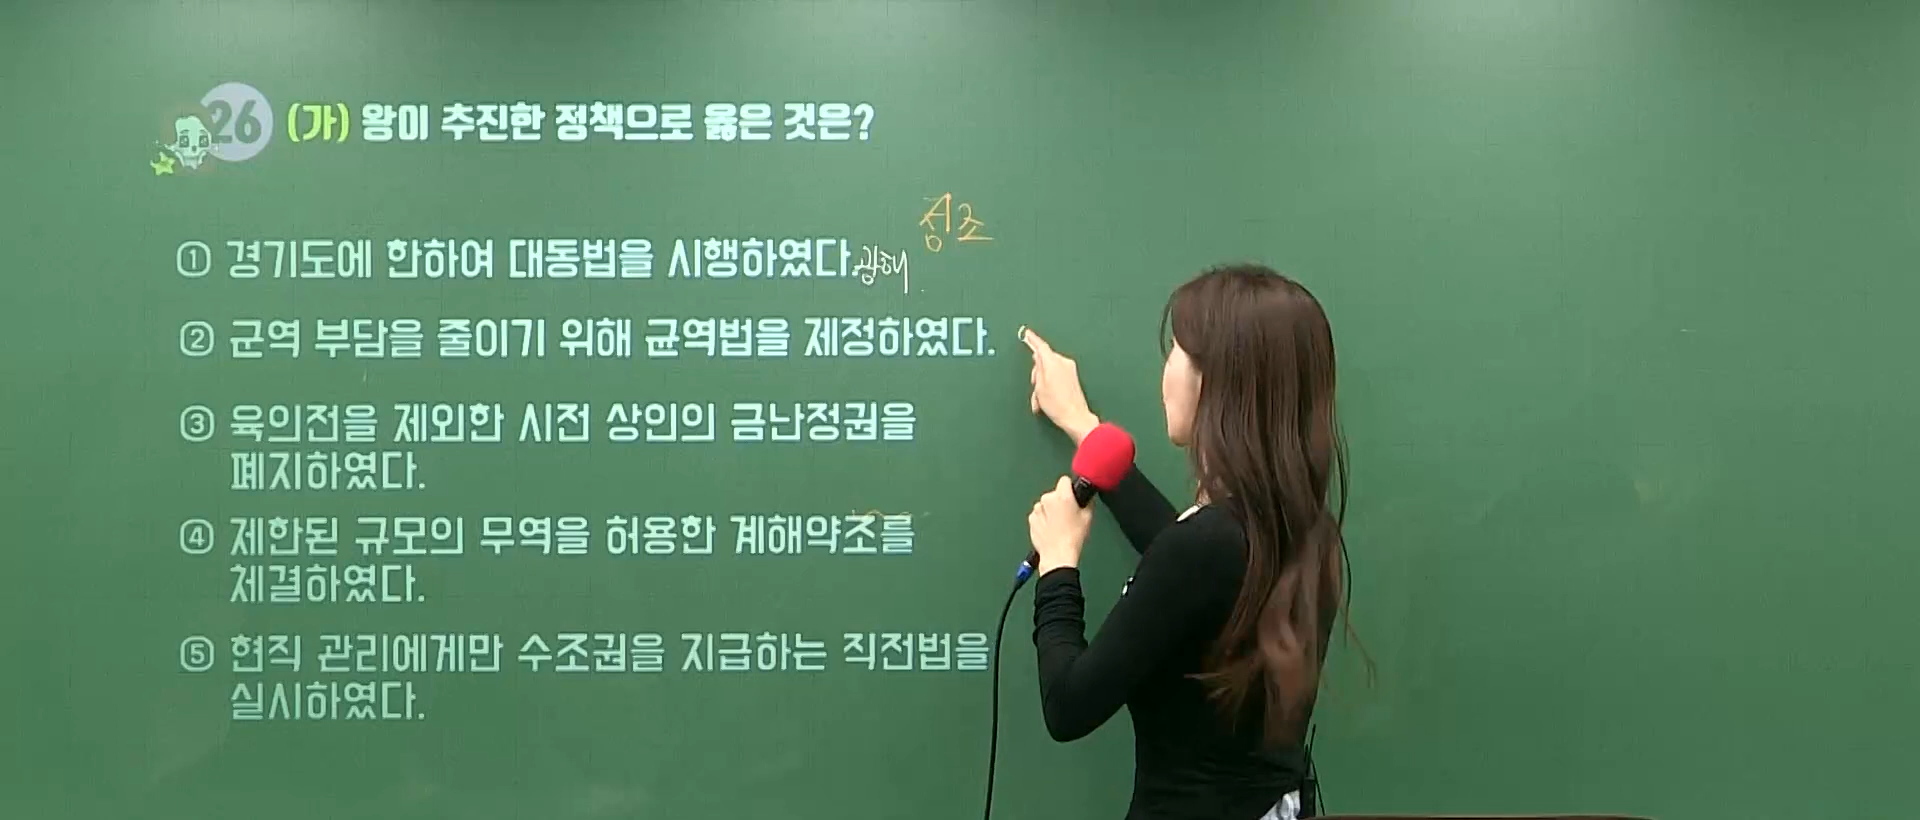 26 (가) 왕이 추진한 정책으로 옳은 것은?
정조
① 경기도에 한하여 대동법을 시행하였다. 광해
② 군역 부담을 줄이기 위해 균역법을 제정하였다.
③ 육의전을 제외한 시전 상인의 금난전권을
폐지하였다.
④ 제한된 규모의 무역을 허용한 계해약조를
체결하였다.
⑤ 현직 관리에게만 수조권을 지급하는 직전법을
실시하였다.